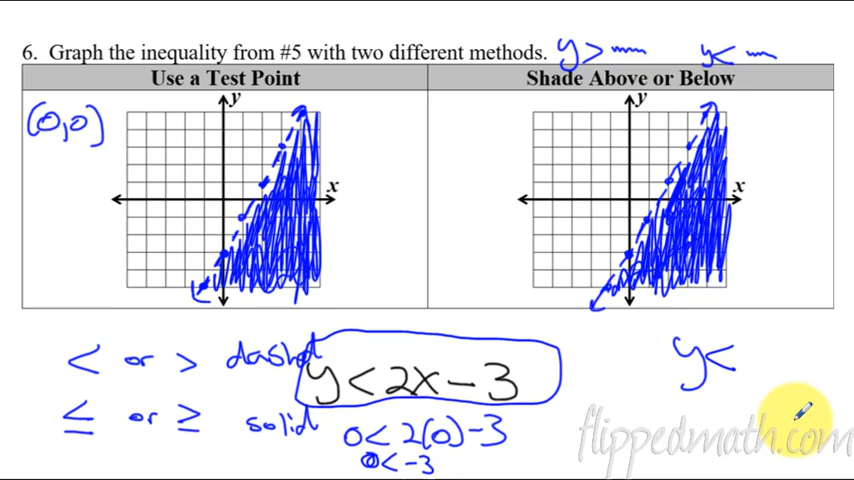 6. Graph the inequality from #5 with two different methods. y > y <
Use a Test Point Shade Above or Below
(0,0) y y
x x
< or > dashed
y < 2x - 3 y <
≤ or ≥ solid
0 < 2(0) - 3
0 < -3
flippedmath.com